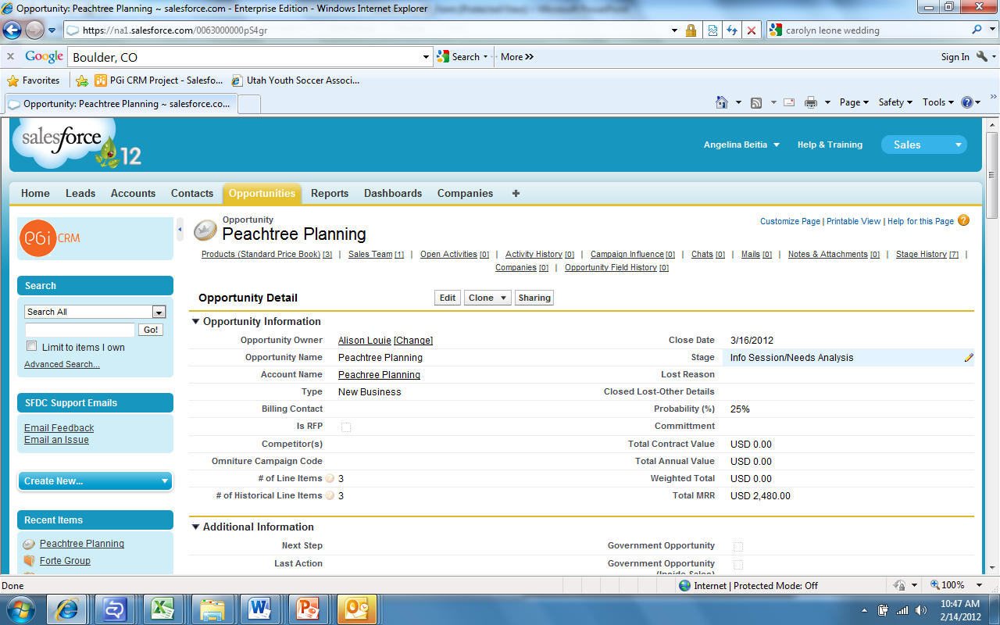 Opportunity: Peachtree Planning ~ salesforce.com - Enterprise Edition - Windows Internet Explorer
https://na1.salesforce.com/0063000000pS4gr
carolyn leone wedding
x Google Boulder, CO Search More >> Sign In
Favorites PGi CRM Project - Salesfo... Utah Youth Soccer Associ...
Opportunity: Peachtree Planning ~ salesforce.co... Page Safety Tools
salesforce 12
Angelina Beitia Help & Training Sales
Home Leads Accounts Contacts Opportunities Reports Dashboards Companies +
PGi CRM
Opportunity
Peachtree Planning
Customize Page | Printable View | Help for this Page ?
Products (Standard Price Book) [3] | Sales Team [1] | Open Activities [0] | Activity History [0] | Campaign Influence [0] | Chats [0] | Mails [0] | Notes & Attachments [0] | Stage History [7] |
Companies [0] | Opportunity Field History [0]
Search
Search All
Go!
Limit to items I own
Advanced Search...
SFDC Support Emails
Email Feedback
Email an Issue
Create New...
Recent Items
Peachtree Planning
Forte Group
Opportunity Detail Edit Clone Sharing
Opportunity Information
Opportunity Owner Alison Louie [Change] Close Date 3/16/2012
Opportunity Name Peachtree Planning Stage Info Session/Needs Analysis
Account Name Peachree Planning Lost Reason
Type New Business Closed Lost-Other Details
Billing Contact Probability (%) 25%
Is RFP Committment
Competitor(s) Total Contract Value USD 0.00
Omniture Campaign Code Total Annual Value USD 0.00
# of Line Items ? 3 Weighted Total USD 0.00
# of Historical Line Items ? 3 Total MRR USD 2,480.00
Additional Information
Next Step Government Opportunity
Last Action Government Opportunity
(Inside Sales)
Done Internet | Protected Mode: Off 100%
10:47 AM
2/14/2012